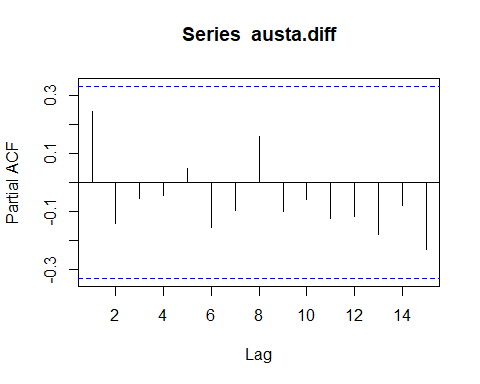 Series austa.diff
Partial ACF
0.3
0.1
-0.1
-0.3
2 4 6 8 10 12 14
Lag